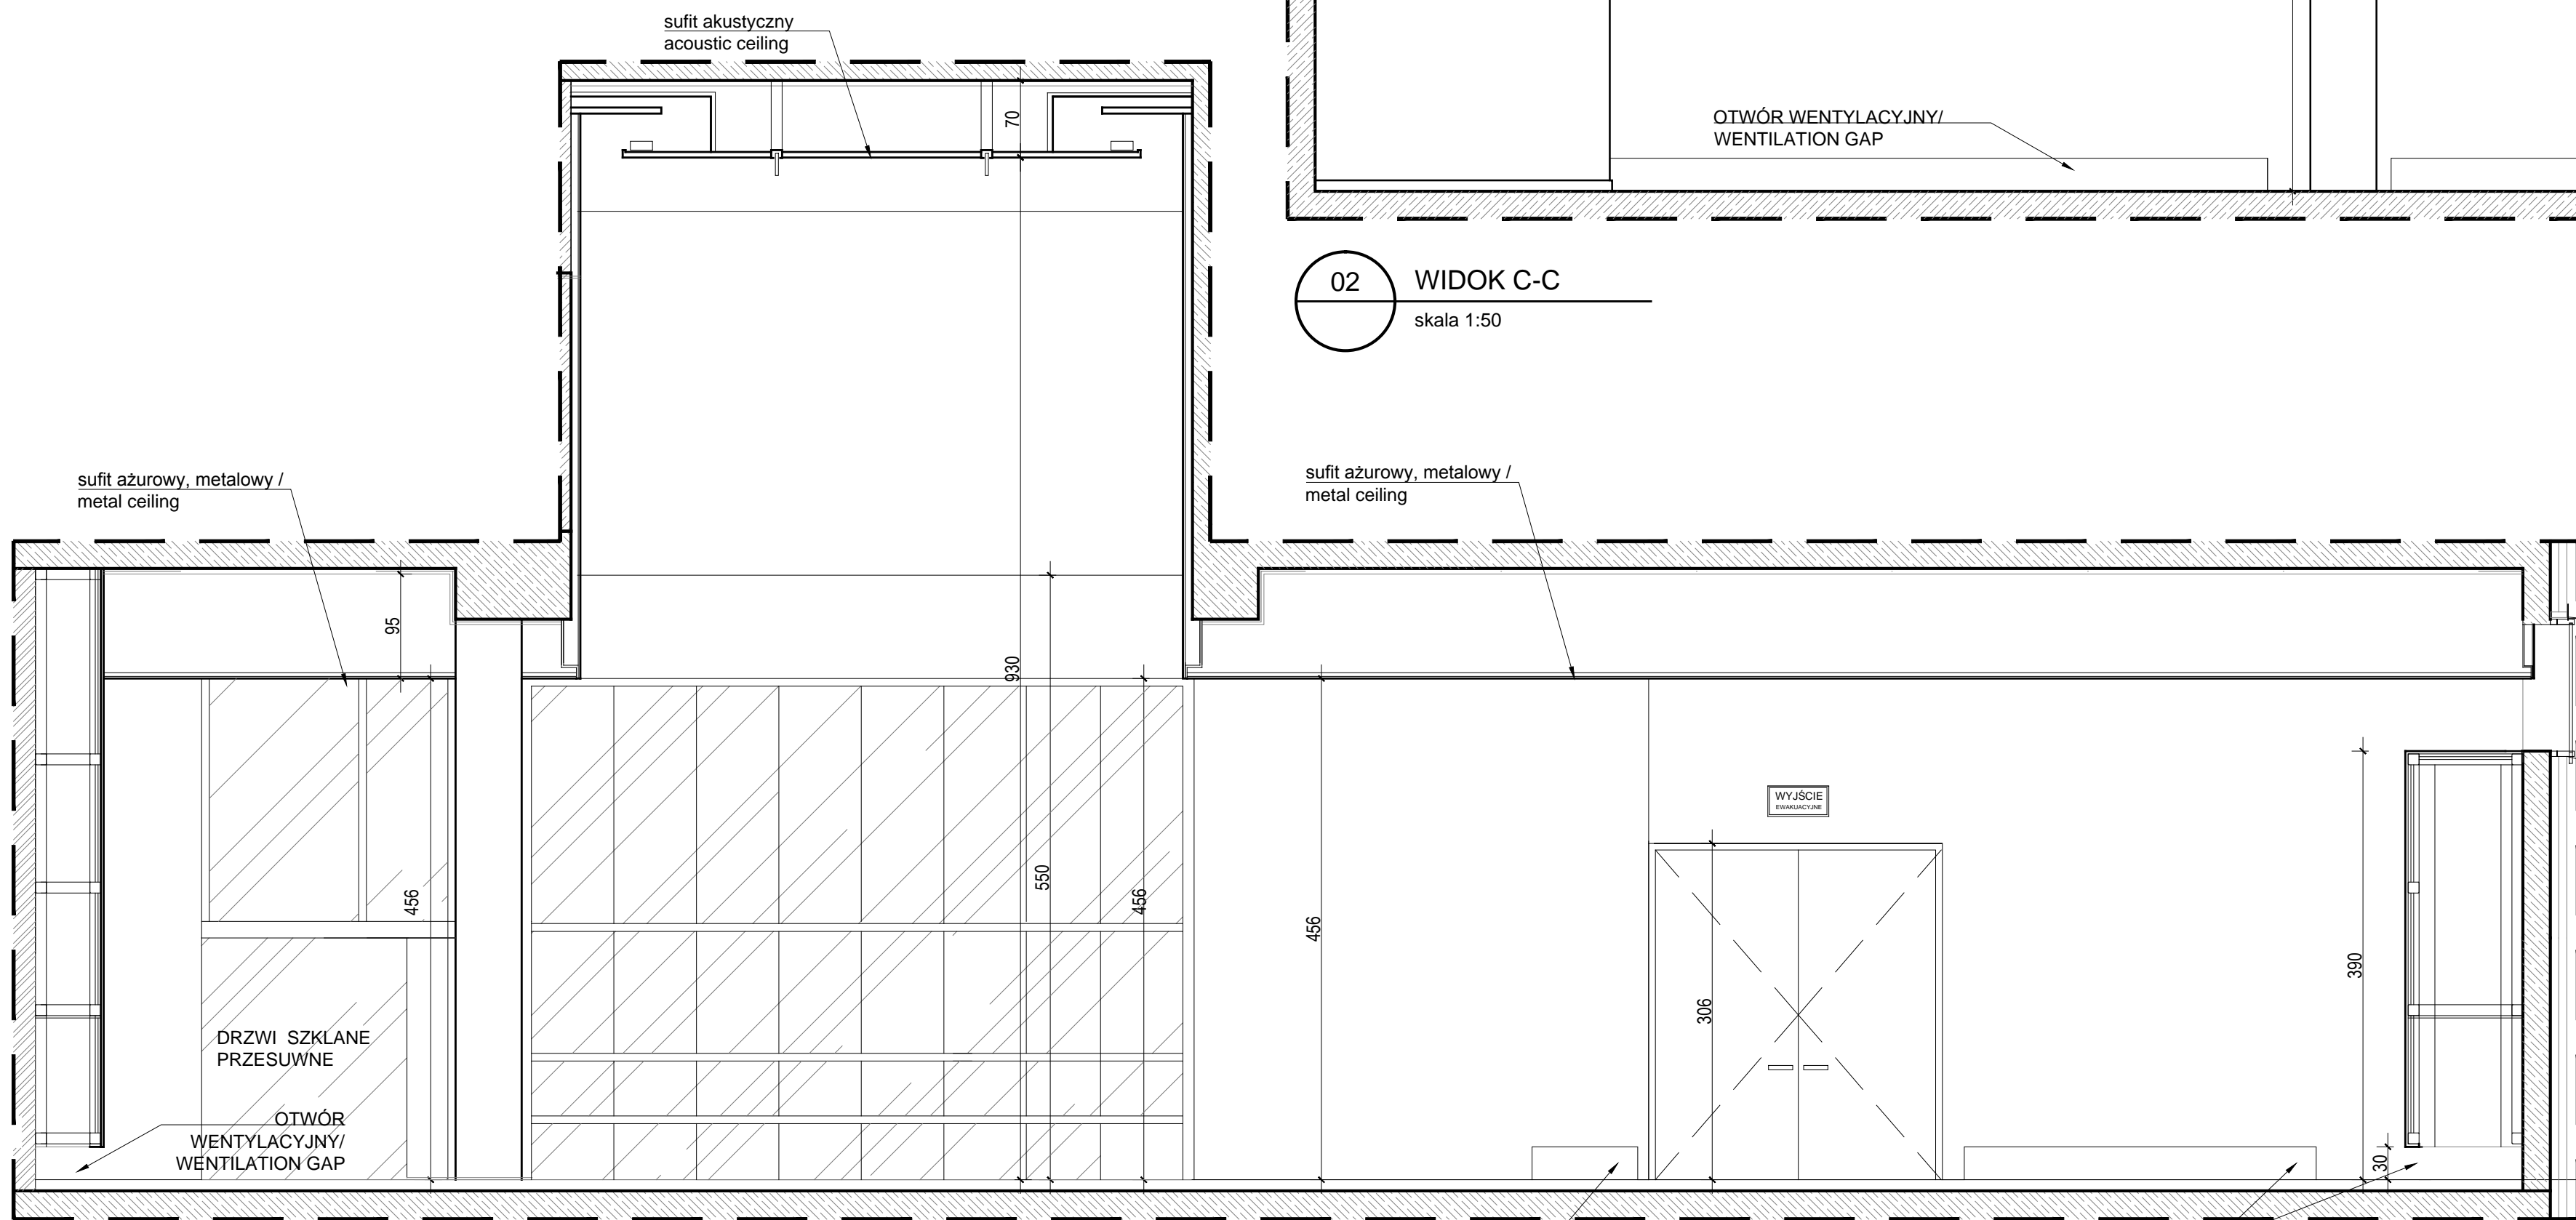 sufit akustyczny
acoustic ceiling
70
OTWÓR WENTYLACYJNY/
WENTILATION GAP
02
WIDOK C-C
skala 1:50
sufit ażurowy, metalowy /
metal ceiling
sufit ażurowy, metalowy /
metal ceiling
95
930
550
456
456
456
WYJŚCIE
EWAKUACYJNE
306
390
30
DRZWI SZKLANE
PRZESUWNE
OTWÓR
WENTYLACYJNY/
WENTILATION GAP